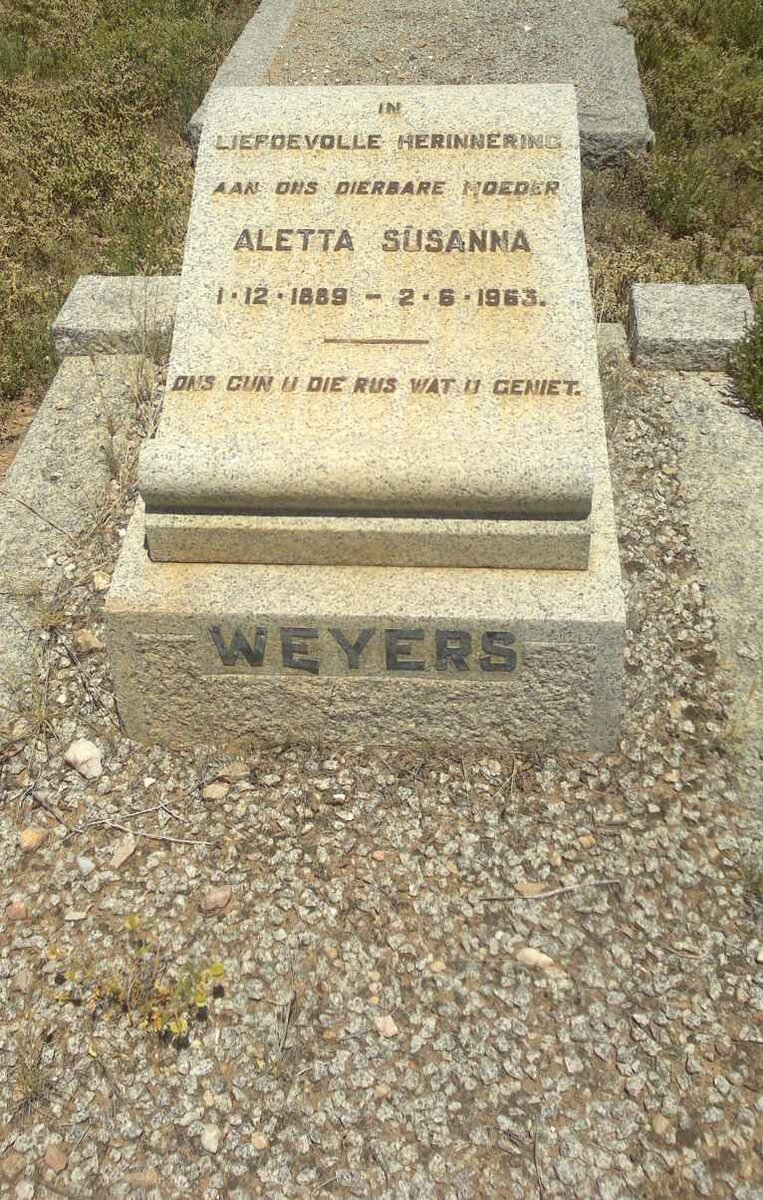 IN
LIEFDEVOLLE HERINNERING
AAN ONS DIERBARE MOEDER
ALETTA SUSANNA
1·12·1889 – 2·6·1963.
ONS GUN U DIE RUS WAT U GENIET.
WEYERS